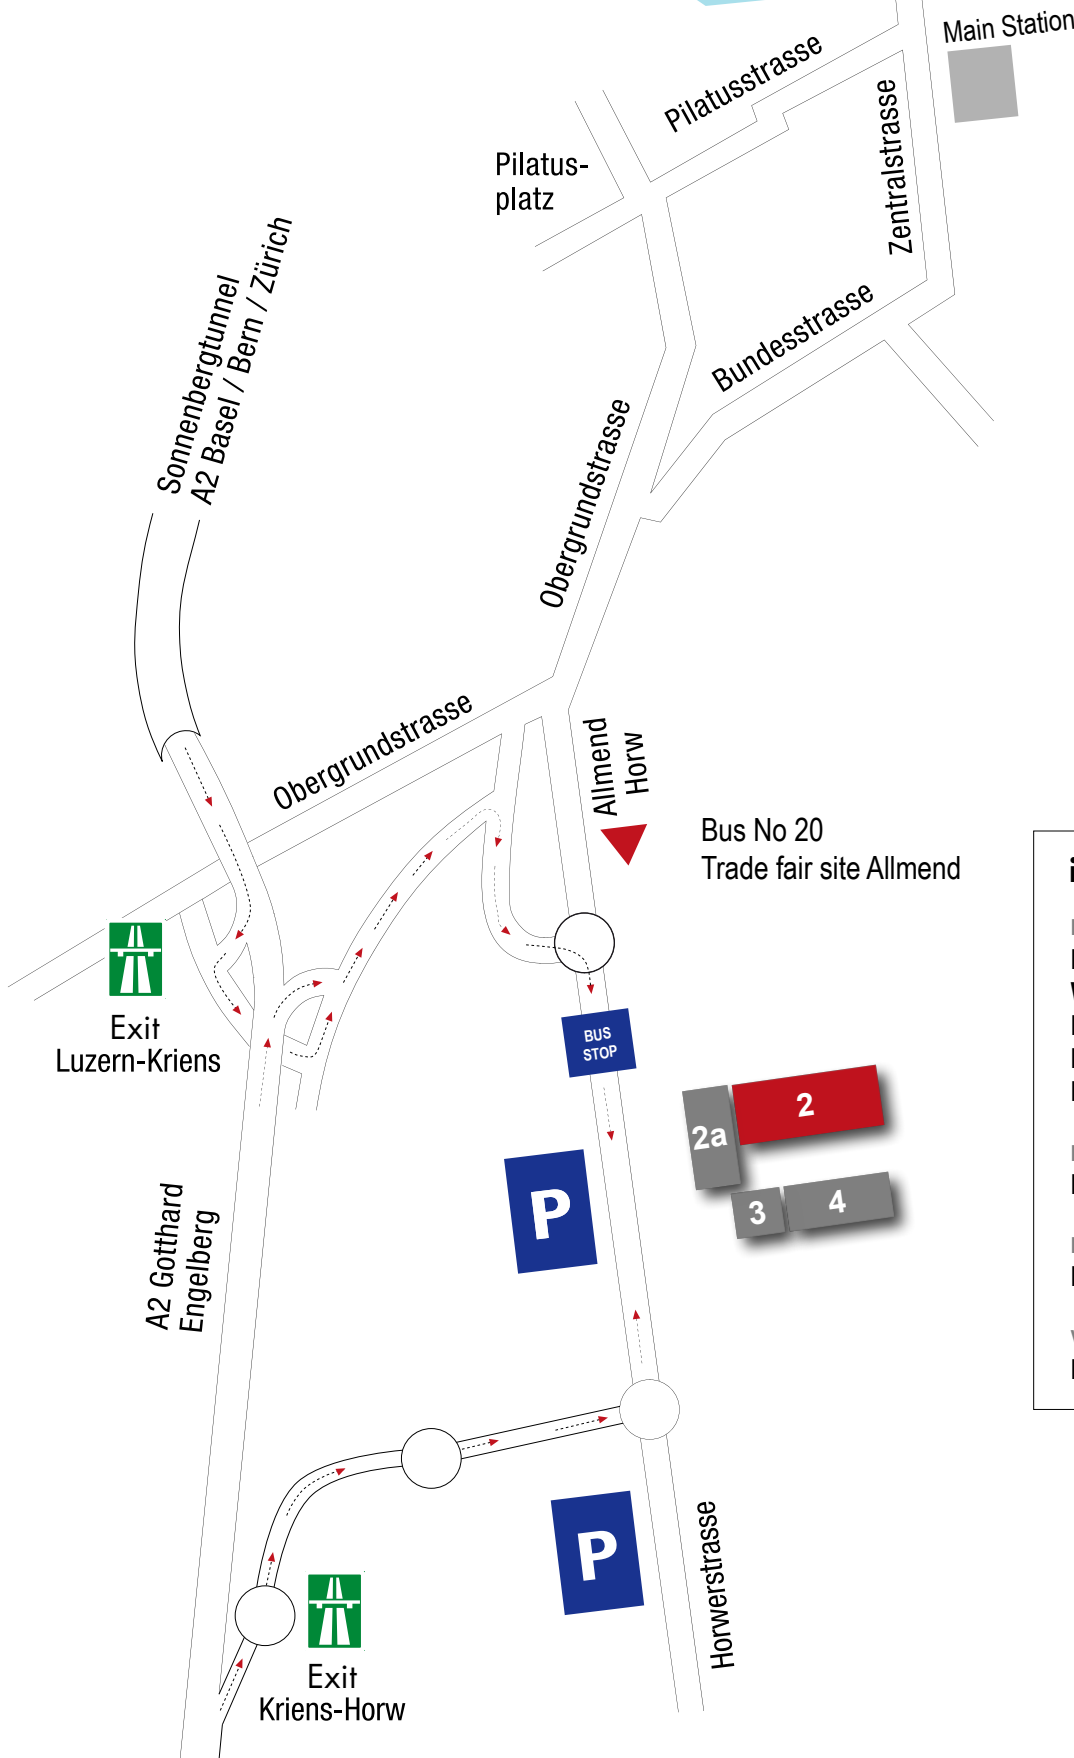 Main Station
Pilatusstrasse
Zentralstrasse
Pilatus-
platz
Sonnenbergtunnel
A2 Basel / Bern / Zürich
Bundesstrasse
Obergrundstrasse
Obergrundstrasse
Allmend
Horw
Bus No 20
Trade fair site Allmend
Exit
Luzern-Kriens
BUS
STOP
2
2a
3
4
P
A2 Gotthard
Engelberg
P
Horwerstrasse
Exit
Kriens-Horw